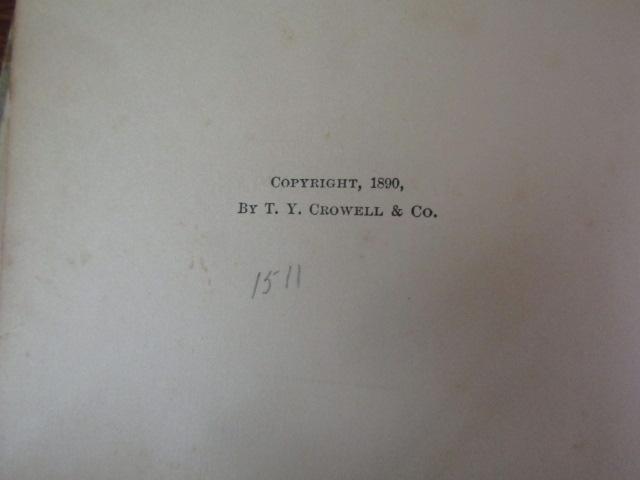 COPYRIGHT, 1890,
BY T. Y. CROWELL & CO.
1511